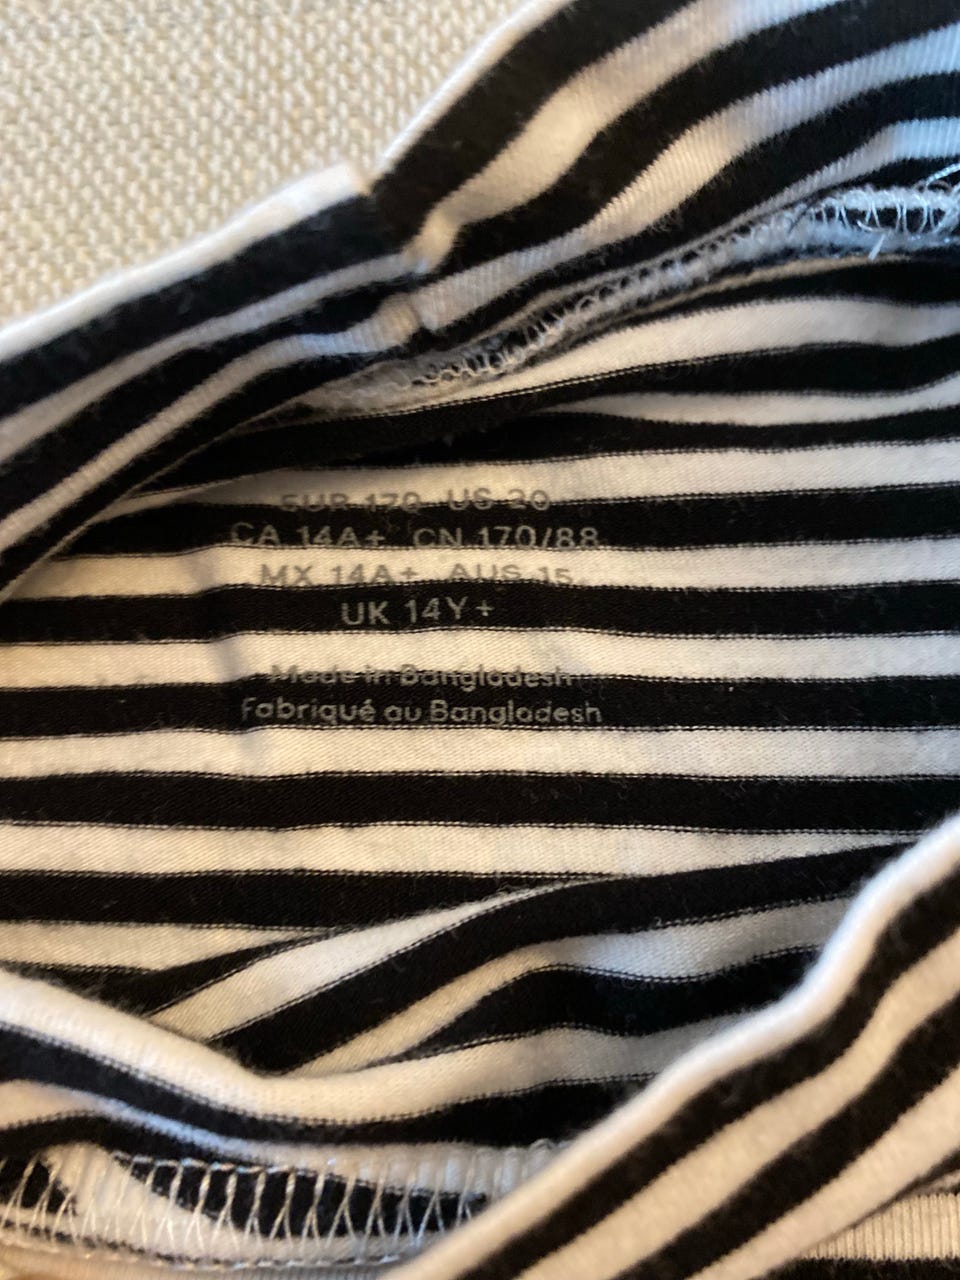 EUR 170 US 20
CA 14A+ CN 170/88
MX 14A+ AUS 15
UK 14Y+
Made in Bangladesh
Fabriqué au Bangladesh